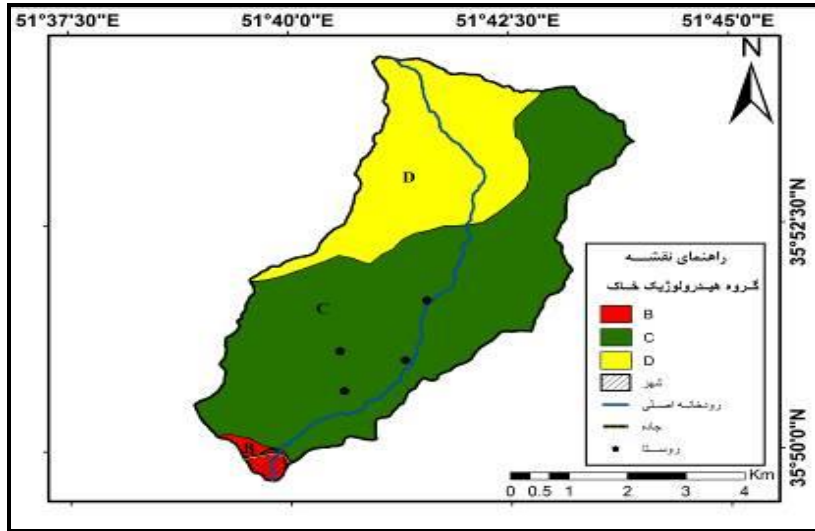 51°37'30"E 51°40'0"E 51°42'30"E 51°45'0"E
N
D
35°52'30"N
راهنمای نقشـــه
گروه هیدرولوژیک خاک
B
C
D
شهر
رودخانه اصلی
جاده
روستا
C
B
35°50'0"N
Km
0 0.5 1 2 3 4